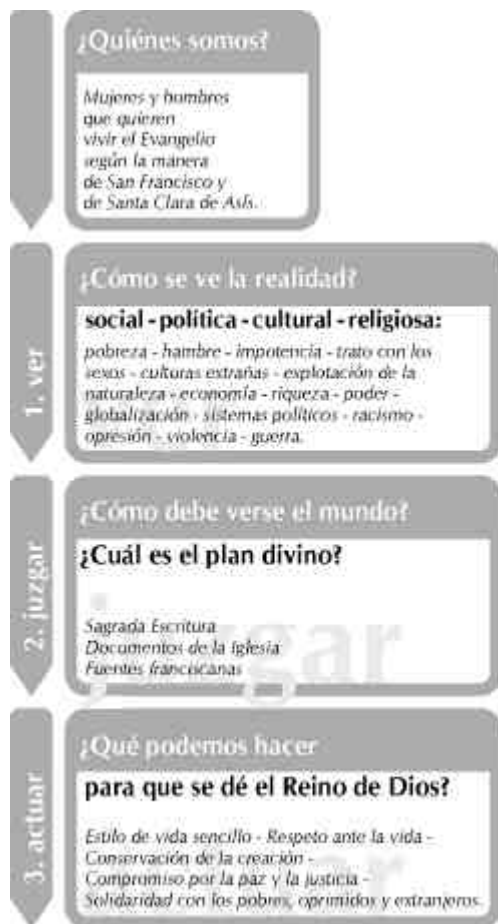 ¿Quiénes somos?
Mujeres y hombres
que quieren
vivir el Evangelio
según la manera
de San Francisco y
de Santa Clara de Asís.
1. ver
¿Cómo se ve la realidad?
social - política - cultural - religiosa:
pobreza - hambre - impotencia - trato con los
sexos - culturas extrañas - explotación de la
naturaleza - economía - riqueza - poder -
globalización - sistemas políticos - racismo -
opresión - violencia - guerra.
2. juzgar
¿Cómo debe verse el mundo?
¿Cuál es el plan divino?
juzgar
Sagrada Escritura
Documentos de la Iglesia
Fuentes franciscanas
3. actuar
¿Qué podemos hacer
para que se dé el Reino de Dios?
Estilo de vida sencillo - Respeto ante la vida -
Conservación de la creación -
Compromiso por la paz y la justicia -
Solidaridad con los pobres, oprimidos y extranjeros.